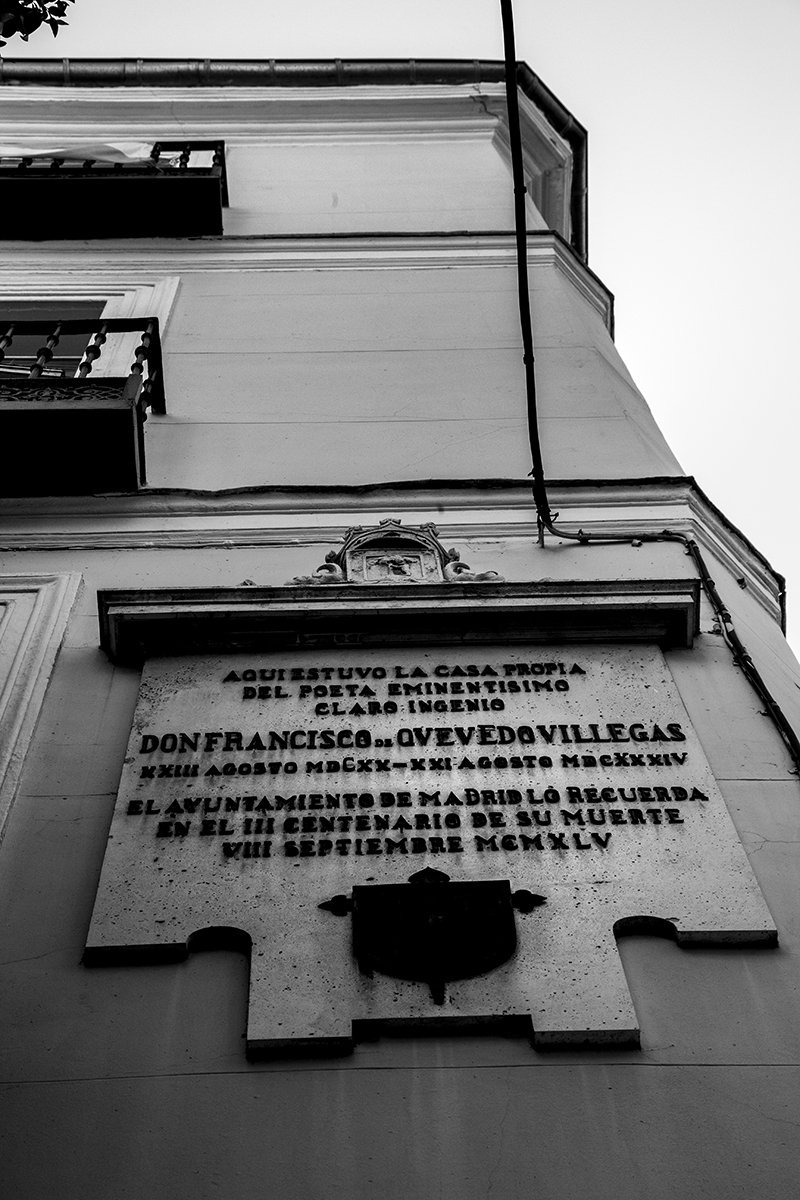 AQUI ESTUVO LA CASA PROPIA
DEL POETA EMINENTISIMO
CLARO INGENIO
DON FRANCISCO DE QVEVEDO VILLEGAS
XXIII AGOSTO MDCXX-XXI AGOSTO MDCXXXIV
EL AYUNTAMIENTO DE MADRID LO RECUERDA
EN EL III CENTENARIO DE SU MUERTE
VIII SEPTIEMBRE MCMXLV